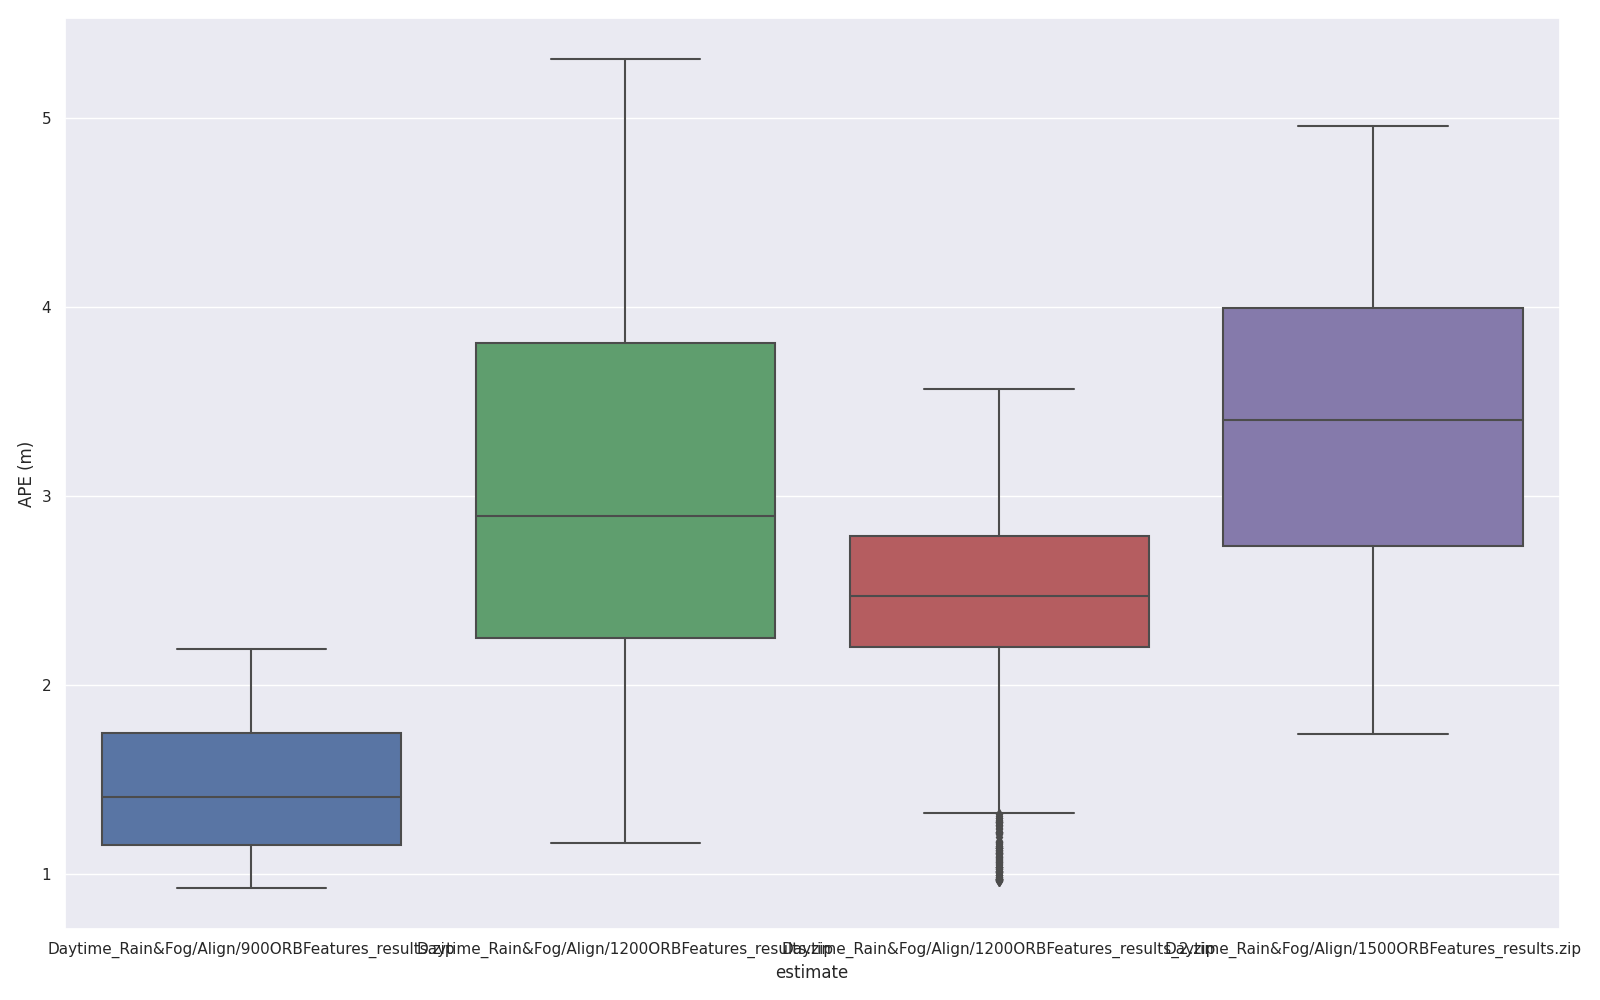 5
4
3
2
1
APE (m)
Daytime_Rain&Fog/Align/900ORBFeatures_results.zip
Daytime_Rain&Fog/Align/1200ORBFeatures_results.zip
Daytime_Rain&Fog/Align/1200ORBFeatures_results_2.zip
Daytime_Rain&Fog/Align/1500ORBFeatures_results.zip
estimate